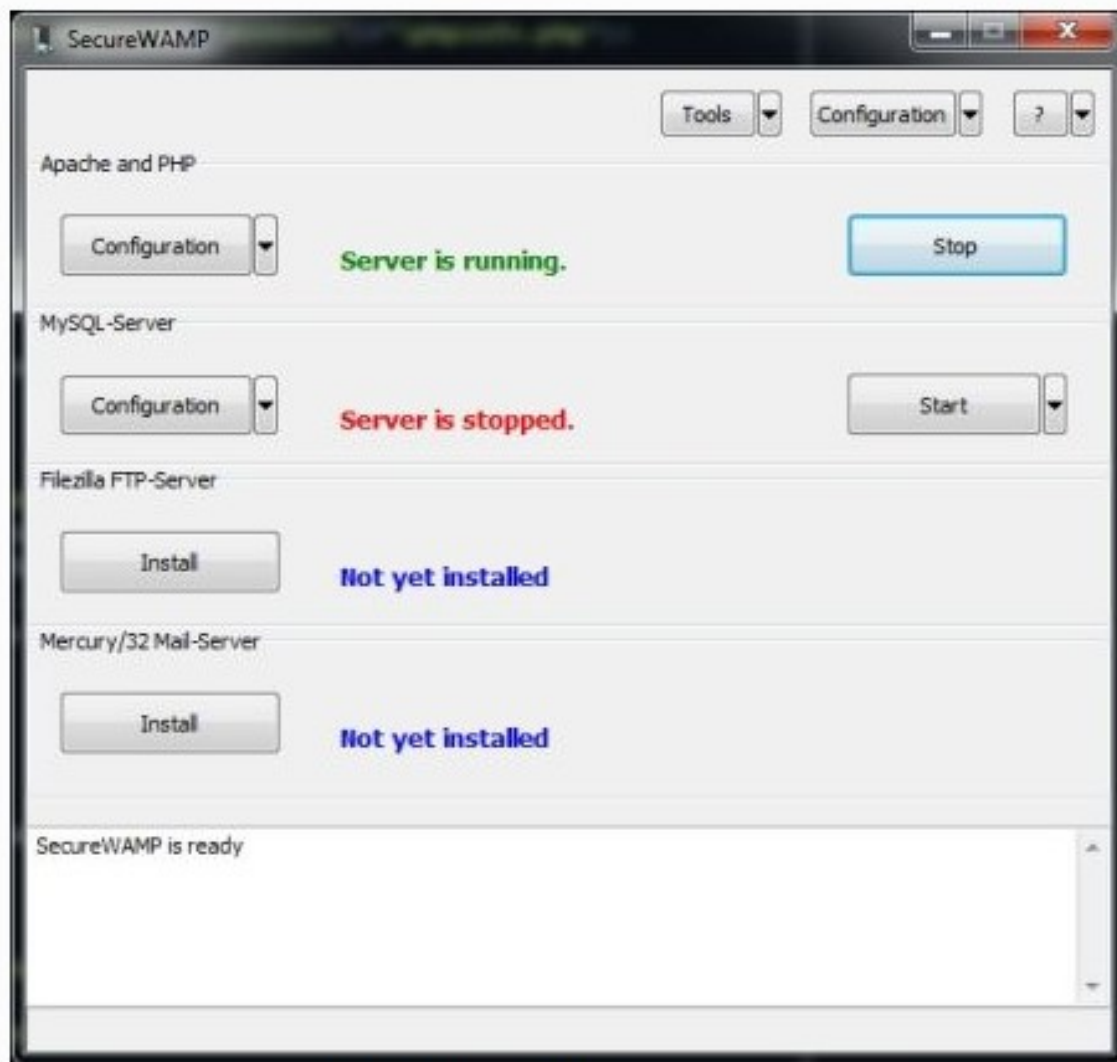 SecureWAMP
Tools Configuration ?
Apache and PHP
Configuration Server is running. Stop
MySQL-Server
Configuration Server is stopped. Start
Filezilla FTP-Server
Install Not yet installed
Mercury/32 Mail-Server
Install Not yet installed
SecureWAMP is ready